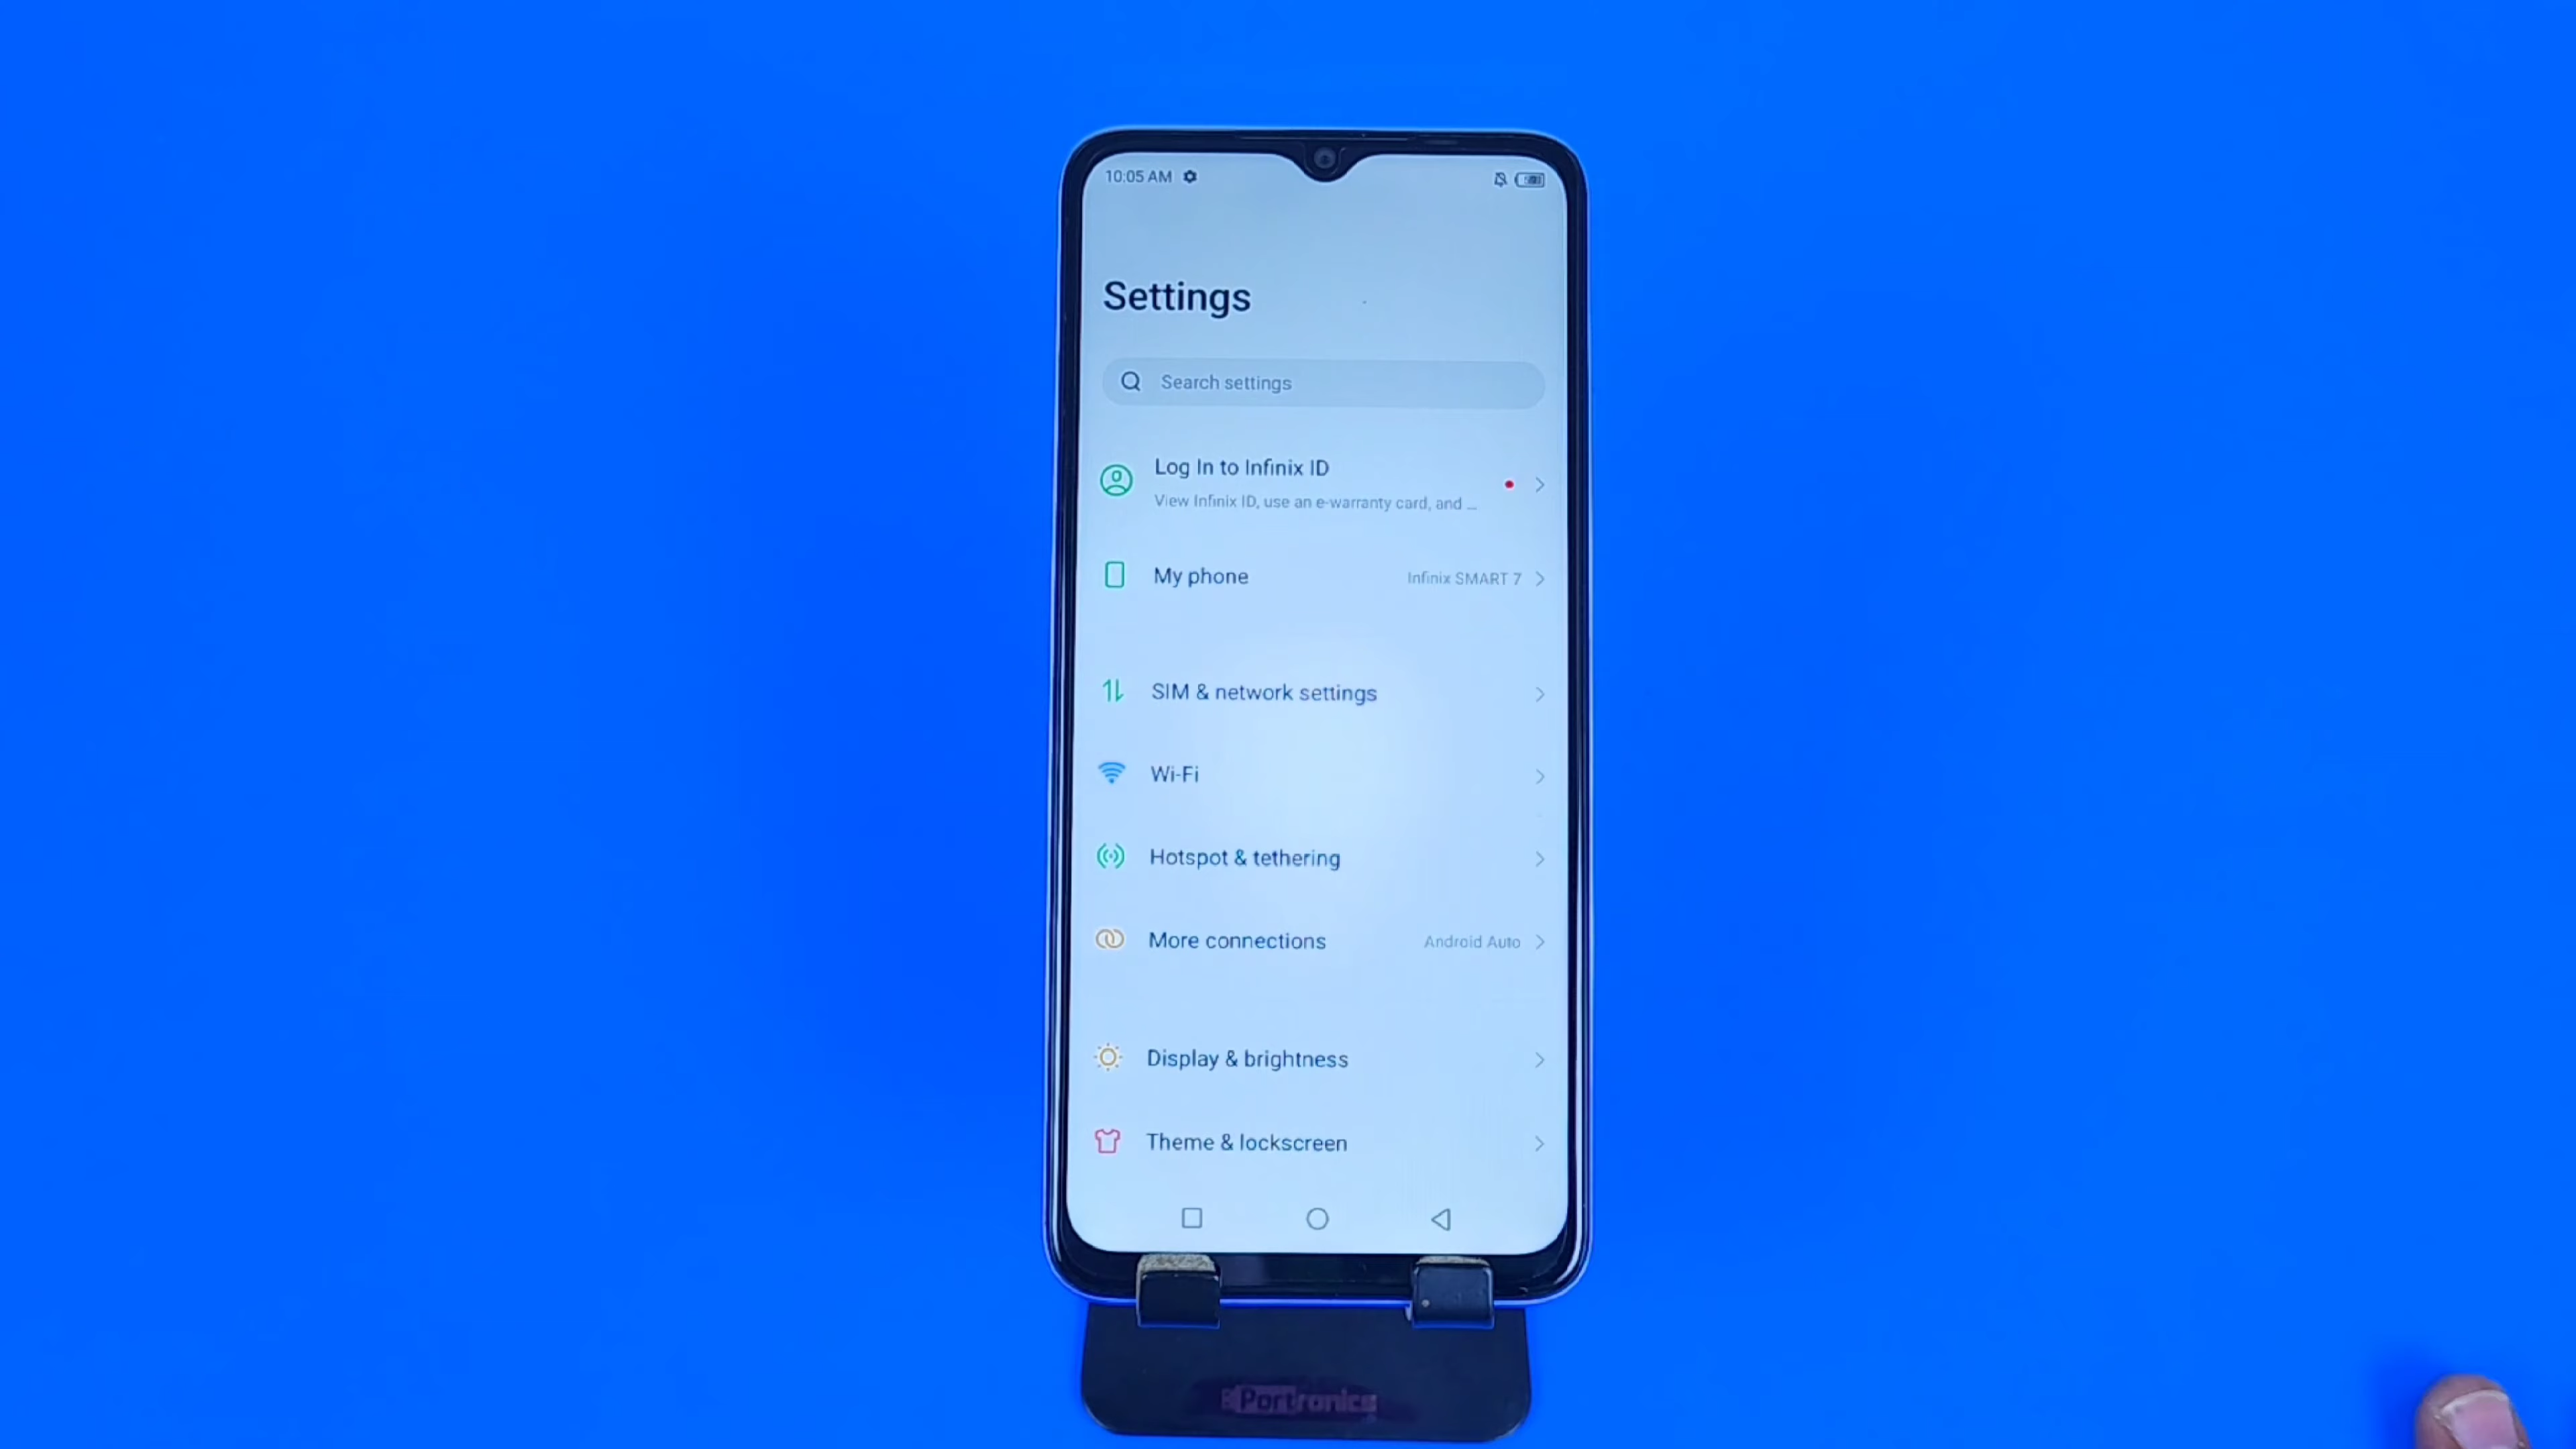 10:05 AM
Settings
Search settings
Log In to Infinix ID
View Infinix ID, use an e-warranty card, and ...
My phone
Infinix SMART 7
SIM & network settings
Wi-Fi
Hotspot & tethering
More connections
Android Auto
Display & brightness
Theme & lockscreen
Portronics